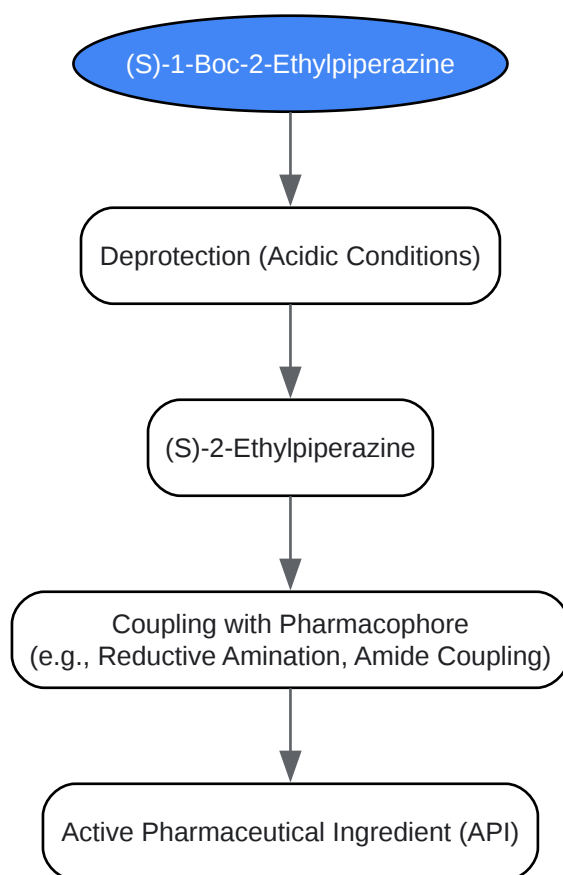 (S)-1-Boc-2-Ethylpiperazine
Deprotection (Acidic Conditions)
(S)-2-Ethylpiperazine
Coupling with Pharmacophore
(e.g., Reductive Amination, Amide Coupling)
Active Pharmaceutical Ingredient (API)